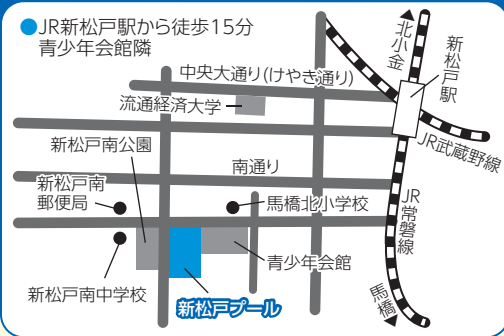 ●JR新松戸駅から徒歩15分
青少年会館隣
北小金
新松戸駅
中央大通り(けやき通り)
流通経済大学
JR武蔵野線
新松戸南公園
南通り
新松戸南
郵便局
馬橋北小学校
JR常磐線
青少年会館
新松戸南中学校
新松戸プール
馬橋